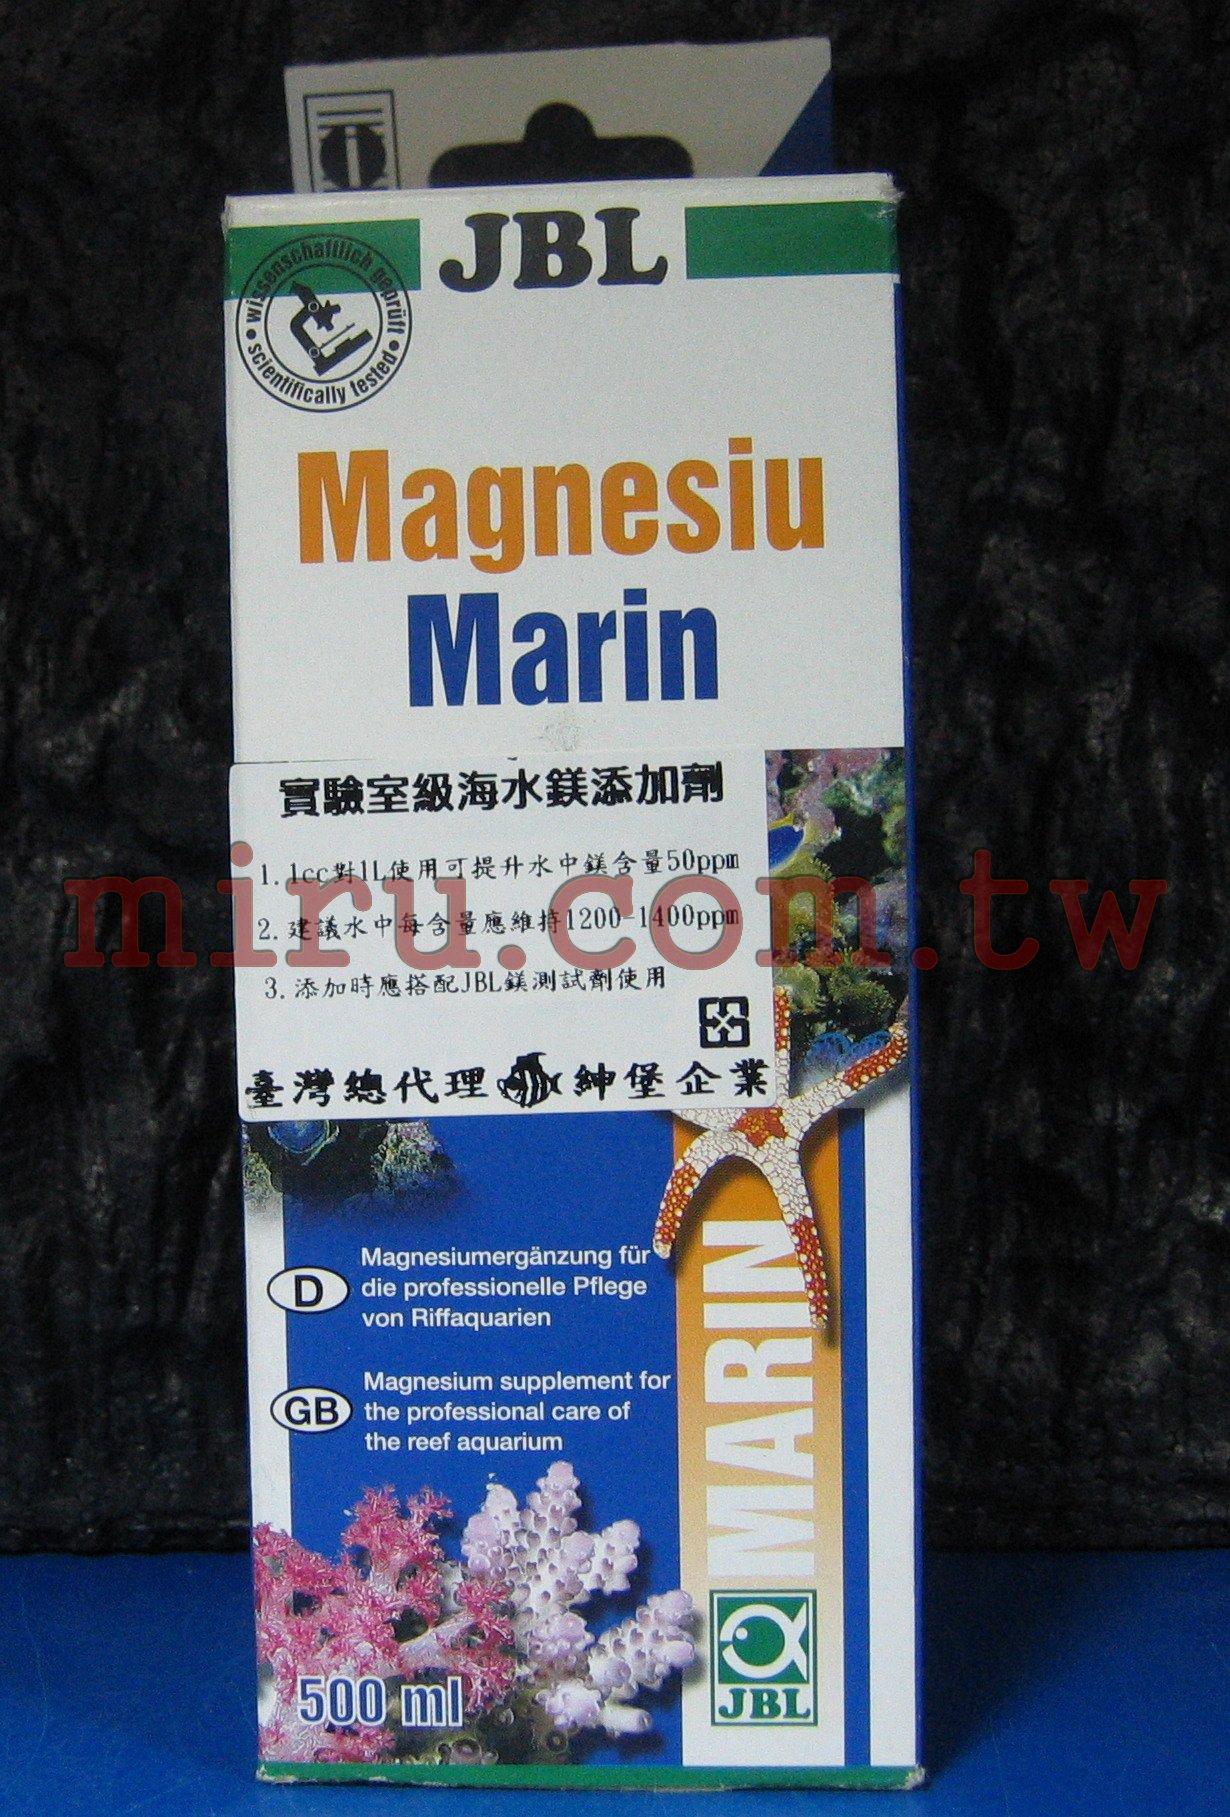 JBL
wissenschaftlich geprüft
scientifically tested
Magnesiu
Marin
實驗室級海水鎂添加劑
1. 1cc對1L使用可提升水中鎂含量50ppm
2. 建議水中每含量應維持1200-1400ppm
3. 添加時應搭配JBL鎂測試劑使用
臺灣總代理 紳堡企業
miru.com.tw
D
Magnesiumergänzung für
die professionelle Pflege
von Riffaquarien
GB
Magnesium supplement for
the professional care of
the reef aquarium
MARIN
500 ml
JBL